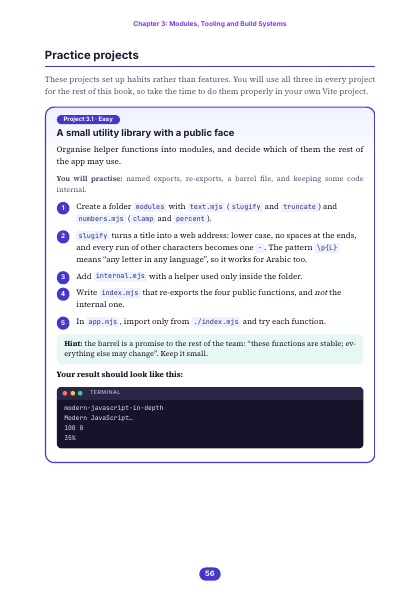 Chapter 3: Modules, Tooling and Build Systems
Practice projects
These projects set up habits rather than features. You will use all three in every project
for the rest of this book, so take the time to do them properly in your own Vite project.
Project 3.1 · Easy
A small utility library with a public face
Organise helper functions into modules, and decide which of them the rest of
the app may use.
You will practise: named exports, re-exports, a barrel file, and keeping some code
internal.
1 Create a folder modules with text.mjs (slugify and truncate) and
numbers.mjs (clamp and percent).
2 slugify turns a title into a web address: lower case, no spaces at the ends,
and every run of other characters becomes one -. The pattern \p{L}
means “any letter in any language”, so it works for Arabic too.
3 Add internal.mjs with a helper used only inside the folder.
4 Write index.mjs that re-exports the four public functions, and not the
internal one.
5 In app.mjs, import only from ./index.mjs and try each function.
Hint: the barrel is a promise to the rest of the team: “these functions are stable; ev-
erything else may change”. Keep it small.
Your result should look like this:
TERMINAL
modern-javascript-in-depth
Modern JavaScript…
100 0
35%
56